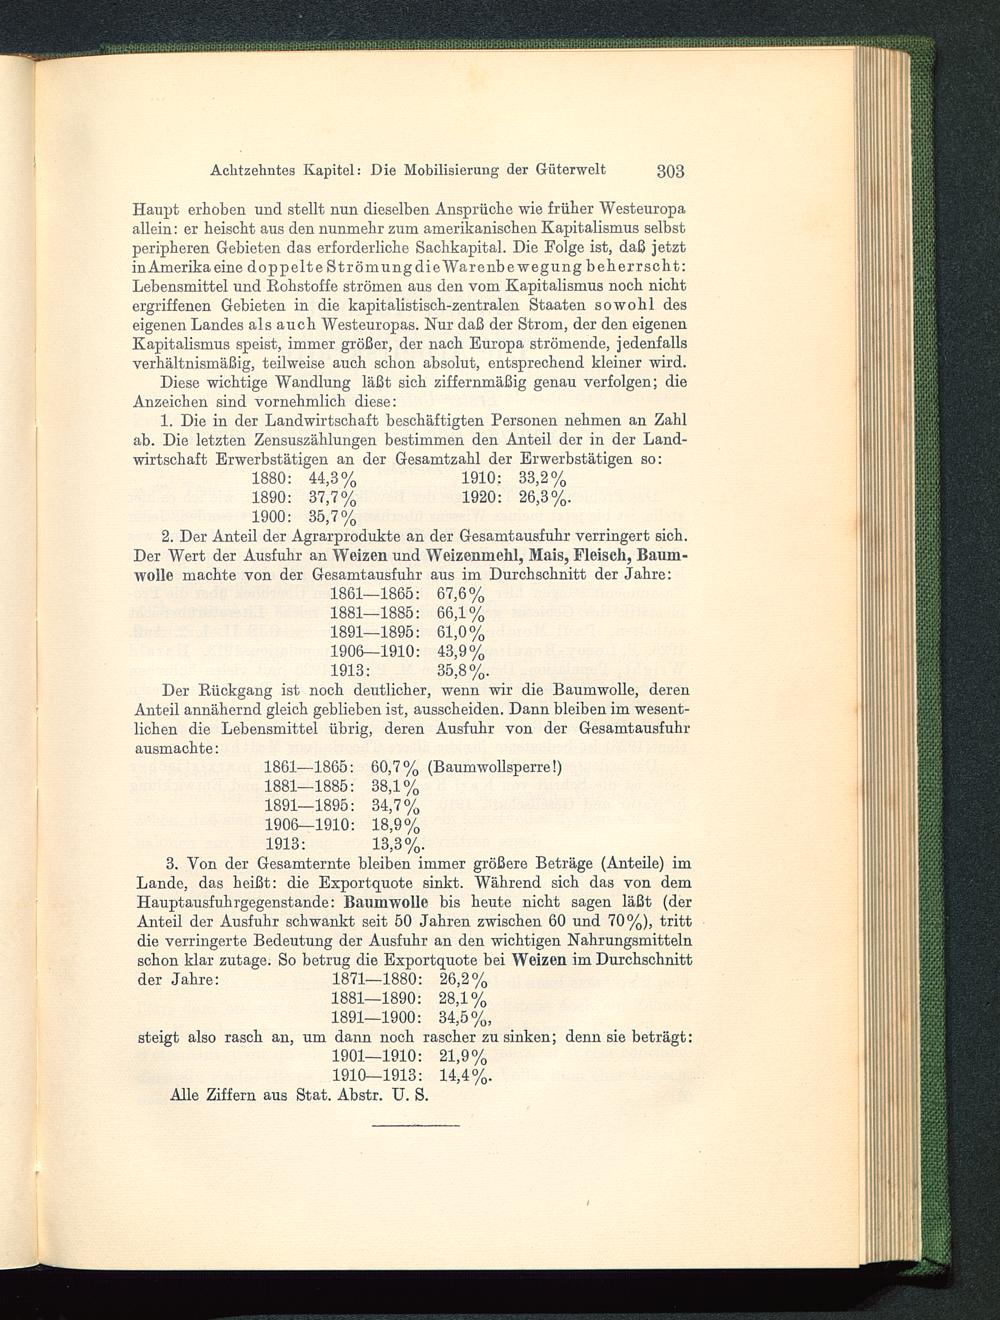 Achtzehntes Kapitel: Die Mobilisierung der Güterwelt 303
Haupt erhoben und stellt nun dieselben Ansprüche wie früher Westeuropa
allein: er heischt aus den nunmehr zum amerikanischen Kapitalismus selbst
peripheren Gebieten das erforderliche Sachkapital. Die Folge ist, daß jetzt
in Amerika eine doppelte Strömung die Warenbewegung beherrscht:
Lebensmittel und Rohstoffe strömen aus den vom Kapitalismus noch nicht
ergriffenen Gebieten in die kapitalistisch-zentralen Staaten sowohl des
eigenen Landes als auch Westeuropas. Nur daß der Strom, der den eigenen
Kapitalismus speist, immer größer, der nach Europa strömende, jedenfalls
verhältnismäßig, teilweise auch schon absolut, entsprechend kleiner wird.
Diese wichtige Wandlung läßt sich ziffernmäßig genau verfolgen; die
Anzeichen sind vornehmlich diese:
1. Die in der Landwirtschaft beschäftigten Personen nehmen an Zahl
ab. Die letzten Zensuszählungen bestimmen den Anteil der in der Land-
wirtschaft Erwerbstätigen an der Gesamtzahl der Erwerbstätigen so:
1880: 44,3% 1910: 33,2%
1890: 37,7% 1920: 26,3%.
1900: 35,7%
2. Der Anteil der Agrarprodukte an der Gesamtausfuhr verringert sich.
Der Wert der Ausfuhr an Weizen und Weizenmehl, Mais, Fleisch, Baum-
wolle machte von der Gesamtausfuhr aus im Durchschnitt der Jahre:
1861—1865: 67,6%
1881—1885: 66,1%
1891—1895: 61,0%
1906—1910: 43,9%
1913: 35,8%.
Der Rückgang ist noch deutlicher, wenn wir die Baumwolle, deren
Anteil annähernd gleich geblieben ist, ausscheiden. Dann bleiben im wesent-
lichen die Lebensmittel übrig, deren Ausfuhr von der Gesamtausfuhr
ausmachte:
1861—1865: 60,7% (Baumwollsperre!)
1881—1885: 38,1%
1891—1895: 34,7%
1906—1910: 18,9%
1913: 13,3%.
3. Von der Gesamternte bleiben immer größere Beträge (Anteile) im
Lande, das heißt: die Exportquote sinkt. Während sich das von dem
Hauptausfuhrgegenstande: Baumwolle bis heute nicht sagen läßt (der
Anteil der Ausfuhr schwankt seit 50 Jahren zwischen 60 und 70%), tritt
die verringerte Bedeutung der Ausfuhr an den wichtigen Nahrungsmitteln
schon klar zutage. So betrug die Exportquote bei Weizen im Durchschnitt
der Jahre: 1871—1880: 26,2%
1881—1890: 28,1%
1891—1900: 34,5%,
steigt also rasch an, um dann noch rascher zu sinken; denn sie beträgt:
1901—1910: 21,9%
1910—1913: 14,4%.
Alle Ziffern aus Stat. Abstr. U. S.